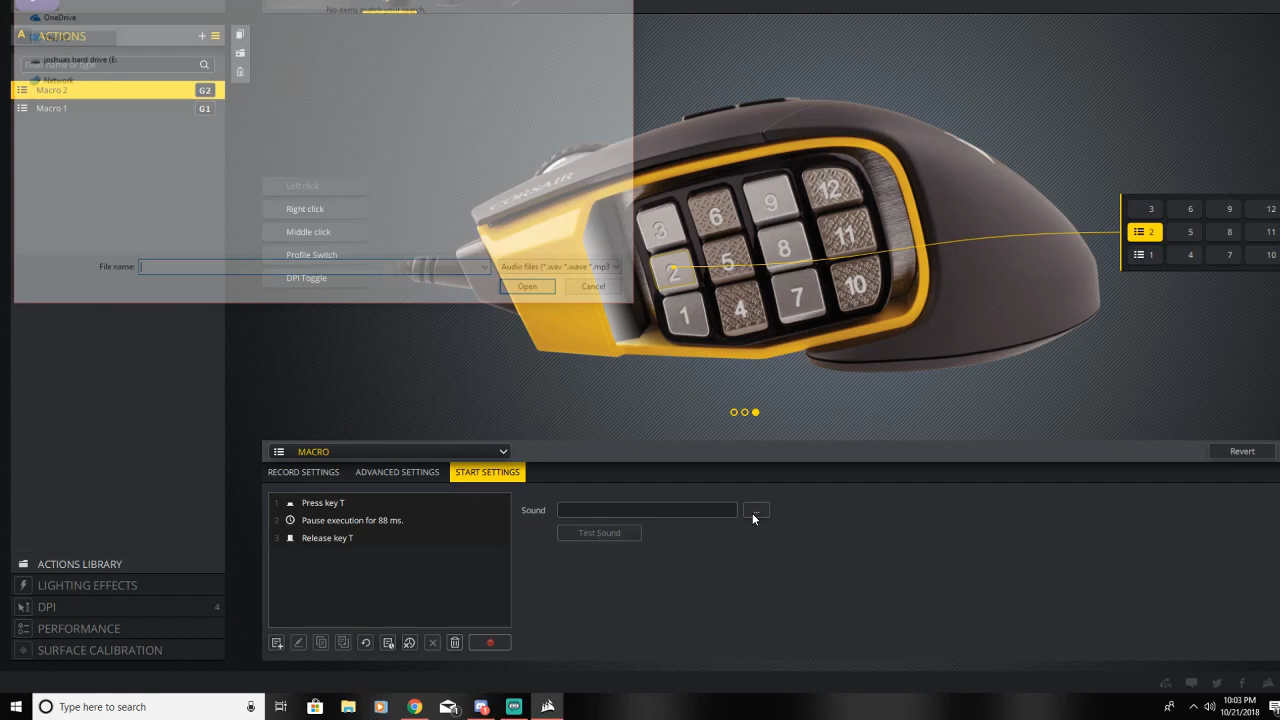 No items match your search.
OneDrive
A ACTIONS
joshuas hard drive (E:
Filter name or type
Network
Macro 2 G2
Macro 1 G1
Left click
Right click
Middle click
Profile Switch
DPI Toggle
File name:
Audio files (*.wav *.wave *.mp3
Open
Cancel
CORSAIR
3 6 9 12
2 5 8 11
1 4 7 10
3 6 9 12
2 5 8 11
1 4 7 10
MACRO
Revert
RECORD SETTINGS
ADVANCED SETTINGS
START SETTINGS
1 Press key T
2 Pause execution for 88 ms.
3 Release key T
Sound
...
Test Sound
ACTIONS LIBRARY
LIGHTING EFFECTS
DPI 4
PERFORMANCE
SURFACE CALIBRATION
Type here to search
10:03 PM
10/21/2018